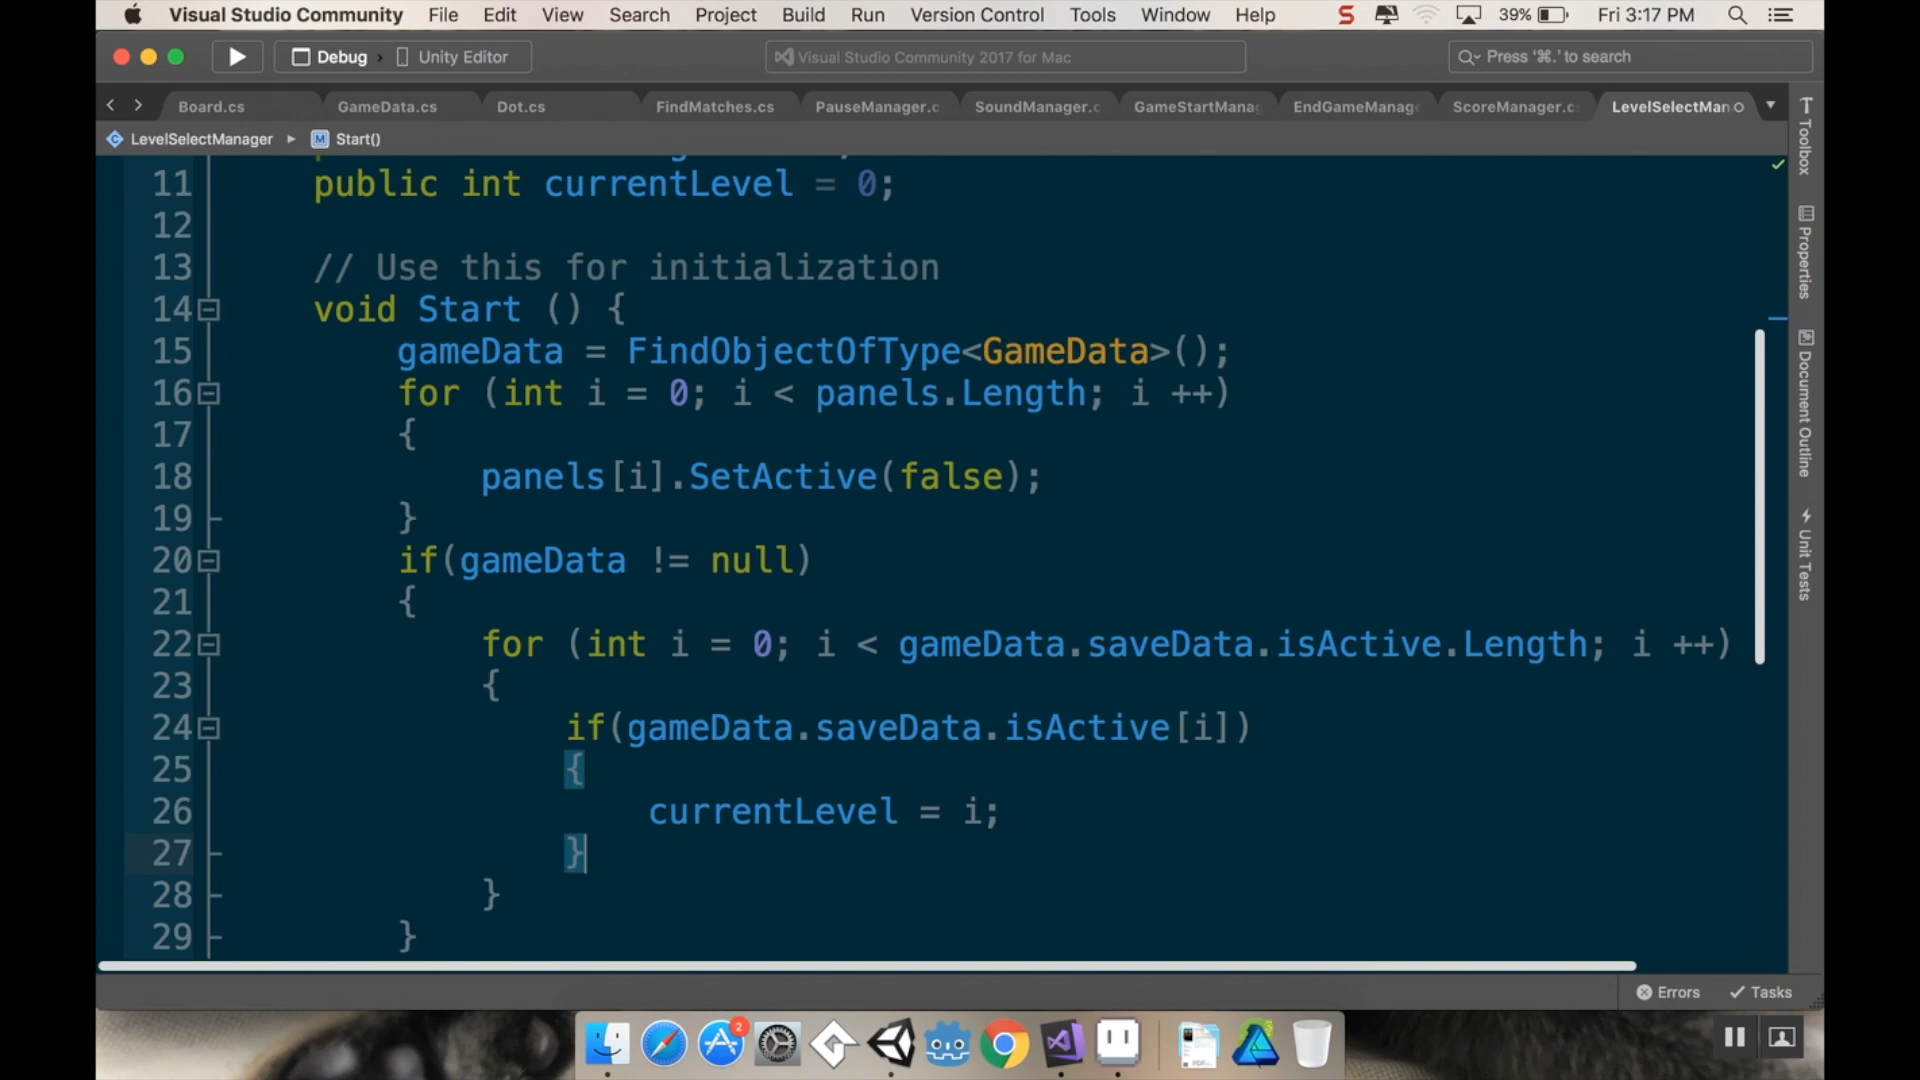 Visual Studio Community File Edit View Search Project Build Run Version Control Tools Window Help S 39% Fri 3:17 PM
Debug › Unity Editor Visual Studio Community 2017 for Mac Press '⌘.' to search
Board.cs GameData.cs Dot.cs FindMatches.cs PauseManager.c SoundManager.c GameStartMana EndGameManag ScoreManager.c LevelSelectMan
LevelSelectManager ▸ M Start()
11 public int currentLevel = 0;
12
13 // Use this for initialization
14 void Start () {
15 gameData = FindObjectOfType<GameData>();
16 for (int i = 0; i < panels.Length; i ++)
17 {
18 panels[i].SetActive(false);
19 }
20 if(gameData != null)
21 {
22 for (int i = 0; i < gameData.saveData.isActive.Length; i ++)
23 {
24 if(gameData.saveData.isActive[i])
25 {
26 currentLevel = i;
27 }
28 }
29 }
Toolbox
Properties
Document Outline
Unit Tests
Errors Tasks
2
PDF